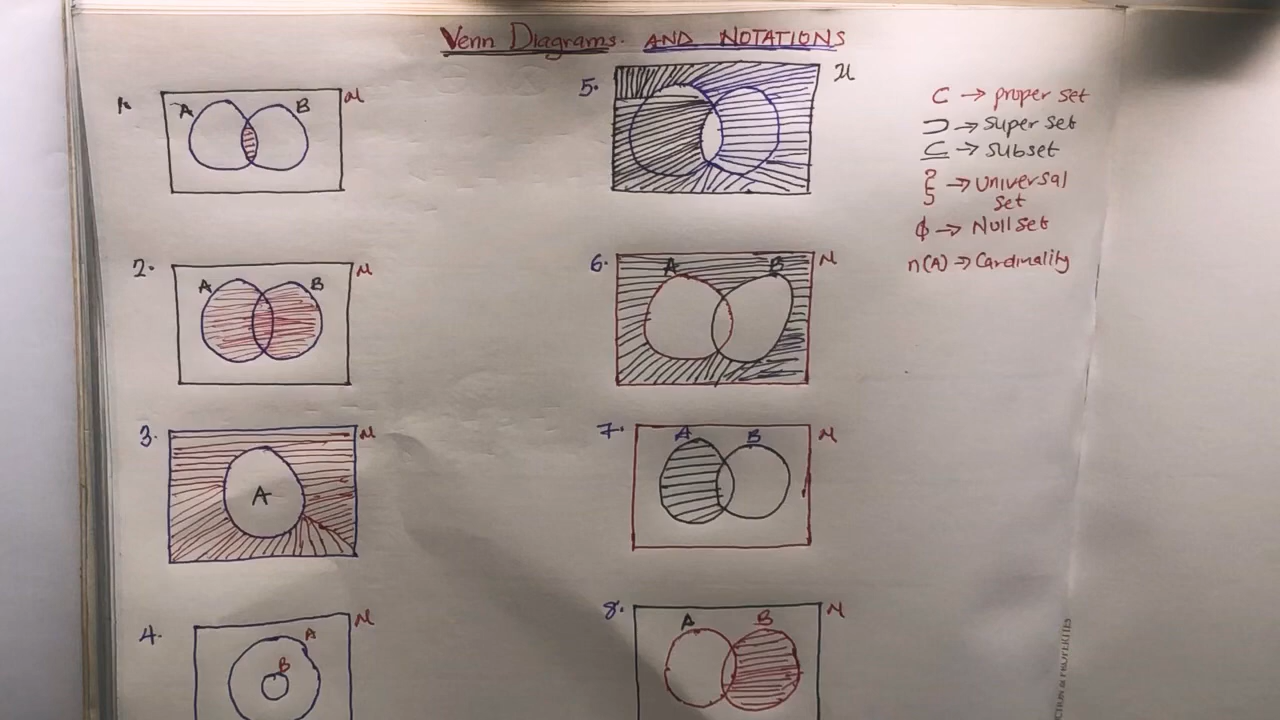 Venn Diagrams. AND NOTATIONS
1.
A B μ
2.
A B μ
3.
A μ
4.
A B μ
5.
μ
6.
A B μ
7.
A B μ
8.
A B μ
⊂ → proper set
⊃ → super set
⊆ → subset
ξ → Universal
set
ϕ → Null set
n(A) → Cardinality